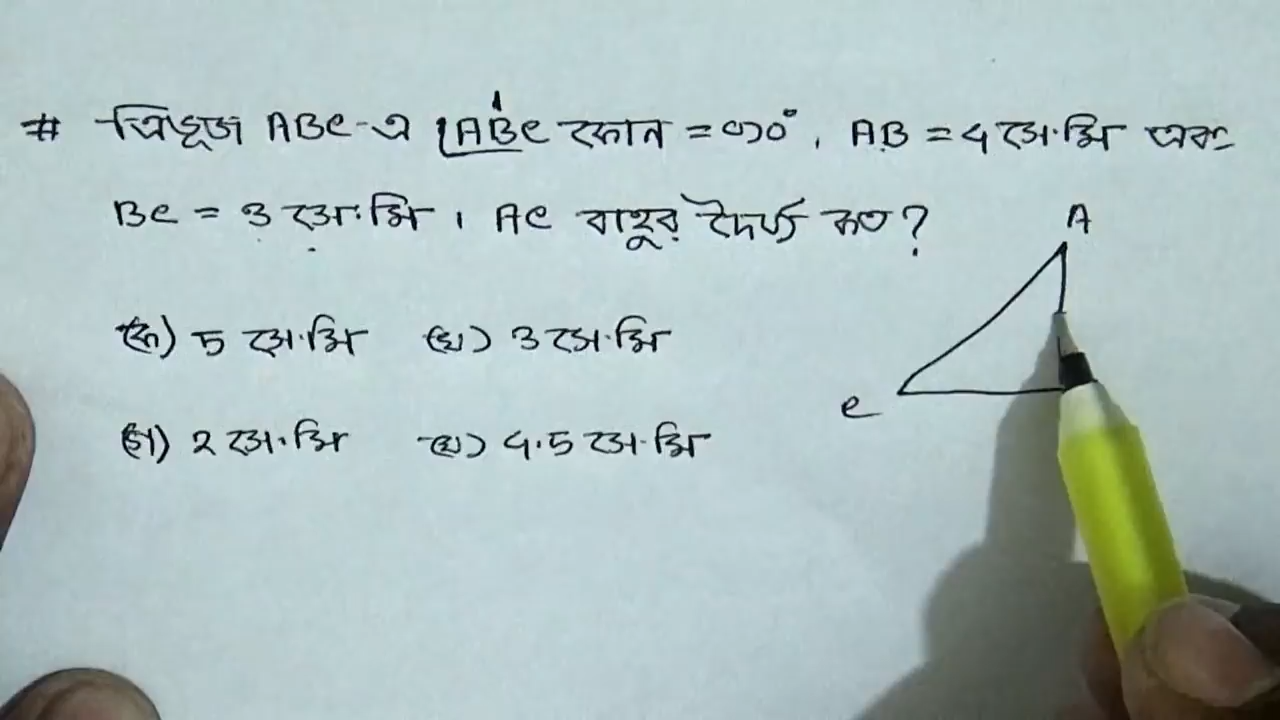 # ত্রিভূজ ABC-এ ∠ABC কোন = ৯০°, AB = 4 সে.মি এবং
BC = 3 সে.মি, AC বাহুর দৈর্ঘ্য কত?
A
(ক) 5 সে.মি (খ) 3 সে.মি
C
(গ) 2 সে.মি (ঘ) 4.5 সে.মি